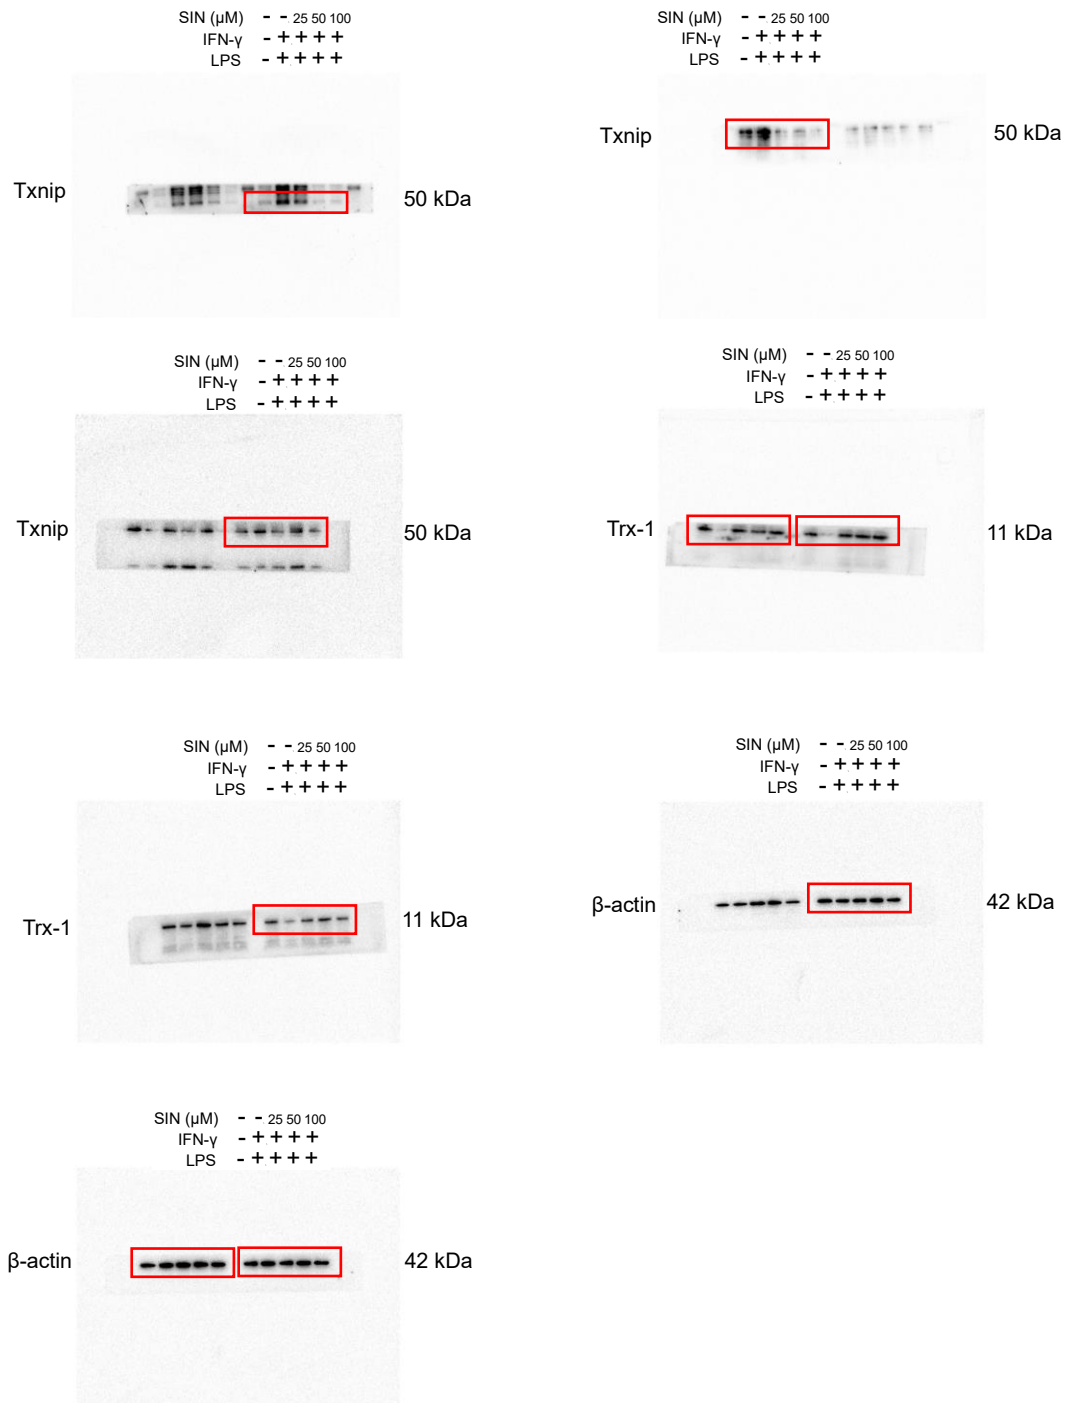 SIN (μM) - - 25 50 100
IFN-γ - + + + +
LPS - + + + +
Txnip
50 kDa
SIN (μM) - - 25 50 100
IFN-γ - + + + +
LPS - + + + +
Txnip
50 kDa
SIN (μM) - - 25 50 100
IFN-γ - + + + +
LPS - + + + +
Txnip
50 kDa
SIN (μM) - - 25 50 100
IFN-γ - + + + +
LPS - + + + +
Trx-1
11 kDa
SIN (μM) - - 25 50 100
IFN-γ - + + + +
LPS - + + + +
Trx-1
11 kDa
SIN (μM) - - 25 50 100
IFN-γ - + + + +
LPS - + + + +
β-actin
42 kDa
SIN (μM) - - 25 50 100
IFN-γ - + + + +
LPS - + + + +
β-actin
42 kDa